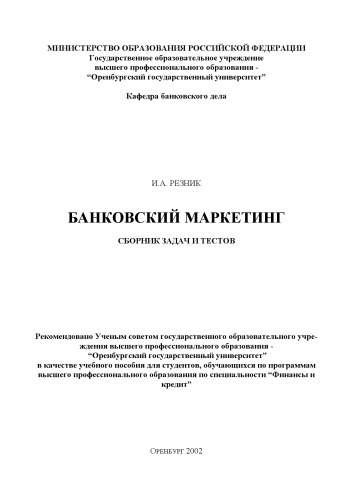 МИНИСТЕРСТВО ОБРАЗОВАНИЯ РОССИЙСКОЙ ФЕДЕРАЦИИ
Государственное образовательное учреждение
высшего профессионального образования -
“Оренбургский государственный университет”
Кафедра банковского дела
И.А. РЕЗНИК
БАНКОВСКИЙ МАРКЕТИНГ
СБОРНИК ЗАДАЧ И ТЕСТОВ
Рекомендовано Ученым советом государственного образовательного учре-
ждения высшего профессионального образования -
“Оренбургский государственный университет”
в качестве учебного пособия для студентов, обучающихся по программам
высшего профессионального образования по специальности “Финансы и
кредит”
ОРЕНБУРГ 2002